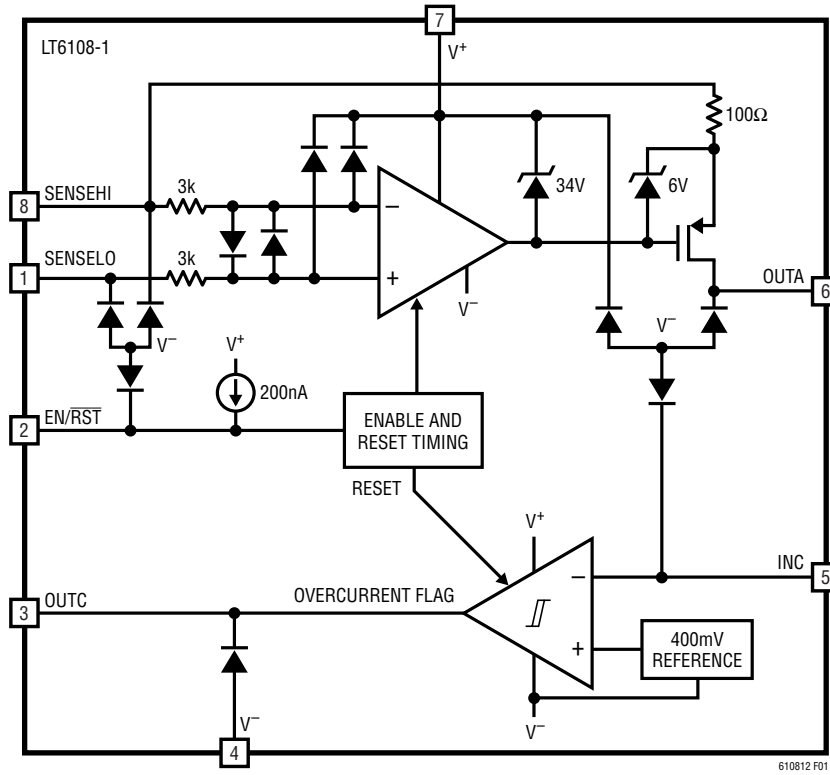 7
LT6108-1
V+
100Ω
34V
6V
3k
8
SENSEHI
−
SENSELO
3k
1
+
OUTA
6
V−
V−
V−
V+
200nA
2
EN/R̅S̅T̅
ENABLE AND
RESET TIMING
RESET
V+
INC
5
−
3
OUTC
OVERCURRENT FLAG
+
400mV
REFERENCE
V−
V−
4
610812 F01